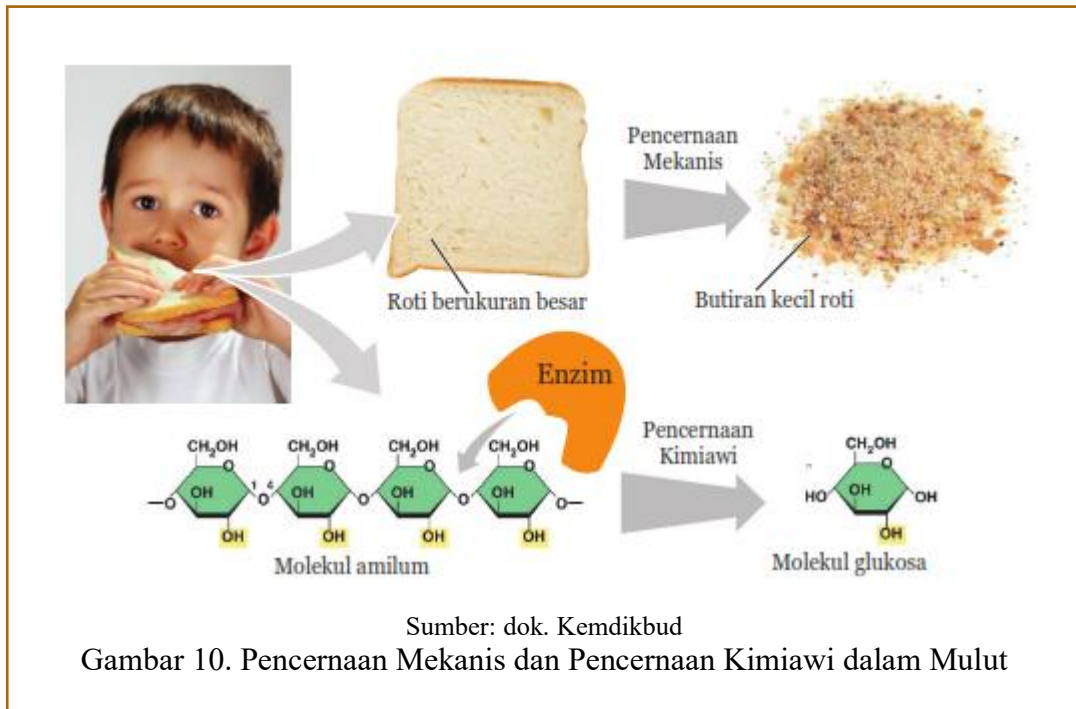 Pencernaan
Mekanis
Roti berukuran besar
Butiran kecil roti
Enzim
Pencernaan
Kimiawi
CH₂OH
CH₂OH
CH₂OH
CH₂OH
O
O
O
O
—O
OH
1
4
O
OH
O
OH
O
OH
O—
OH
OH
OH
OH
Molekul amilum
CH₂OH
O
HO
OH
OH
OH
Molekul glukosa
Sumber: dok. Kemdikbud
Gambar 10. Pencernaan Mekanis dan Pencernaan Kimiawi dalam Mulut